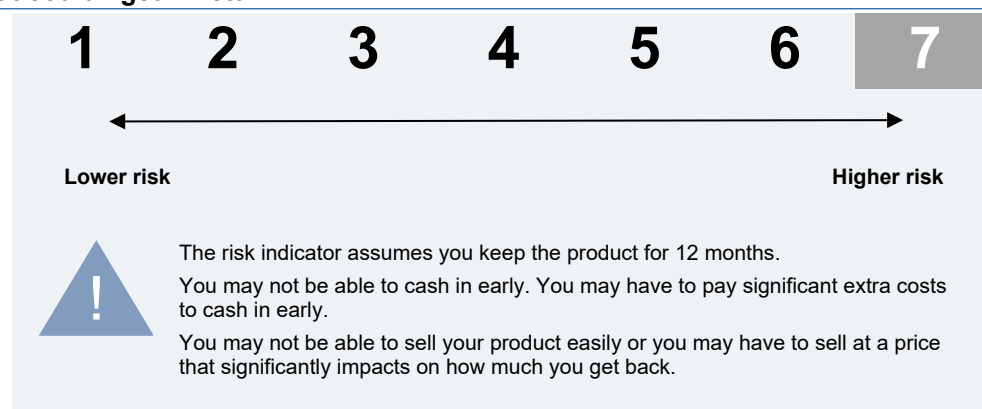 1 2 3 4 5 6 7
Lower risk Higher risk
!
The risk indicator assumes you keep the product for 12 months.
You may not be able to cash in early. You may have to pay significant extra costs
to cash in early.
You may not be able to sell your product easily or you may have to sell at a price
that significantly impacts on how much you get back.